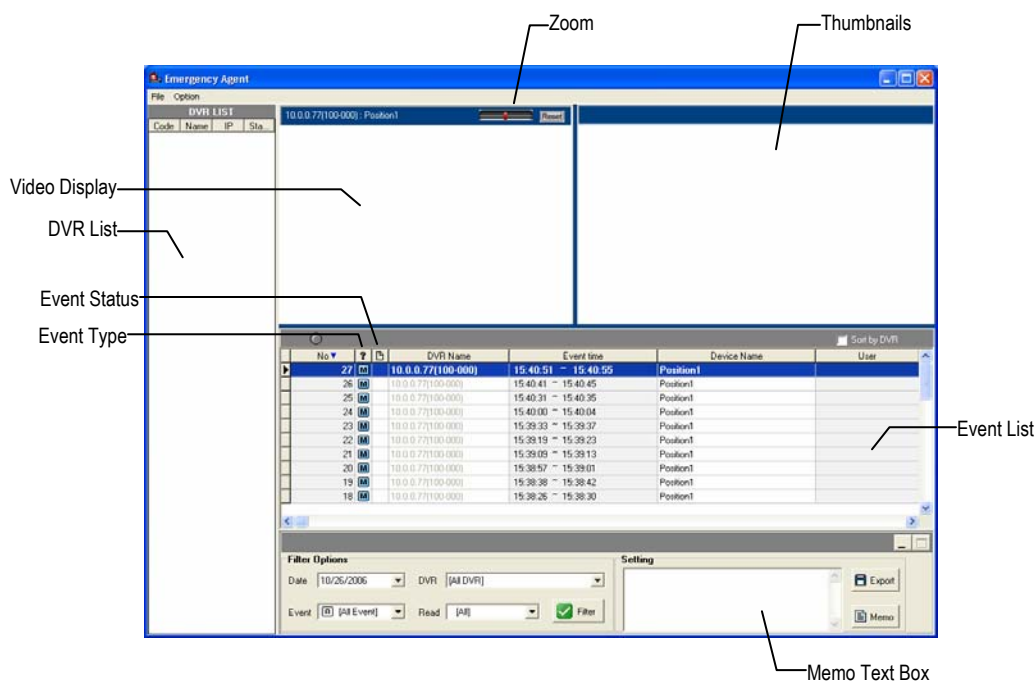 Zoom
Thumbnails
Emergency Agent
File Option
DVR LIST
Code Name IP Sta...
10.0.0.77(100-000) : Position1
Reset
Video Display
DVR List
Event Status
Event Type
Sort by DVR
No ? DVR Name Event time Device Name User
27 M 10.0.0.77(100-000) 15:40:51 ~ 15:40:55 Position1
26 M 10.0.0.77(100-000) 15:40:41 ~ 15:40:45 Position1
25 M 10.0.0.77(100-000) 15:40:31 ~ 15:40:35 Position1
24 M 10.0.0.77(100-000) 15:40:00 ~ 15:40:04 Position1
23 M 10.0.0.77(100-000) 15:39:33 ~ 15:39:37 Position1
22 M 10.0.0.77(100-000) 15:39:19 ~ 15:39:23 Position1
21 M 10.0.0.77(100-000) 15:39:09 ~ 15:39:13 Position1
20 M 10.0.0.77(100-000) 15:38:57 ~ 15:39:01 Position1
19 M 10.0.0.77(100-000) 15:38:38 ~ 15:38:42 Position1
18 M 10.0.0.77(100-000) 15:38:26 ~ 15:38:30 Position1
Event List
Filter Options
Setting
Date 10/26/2006 DVR [All DVR]
Export
Event [All Event] Read [All] Filter
Memo
Memo Text Box